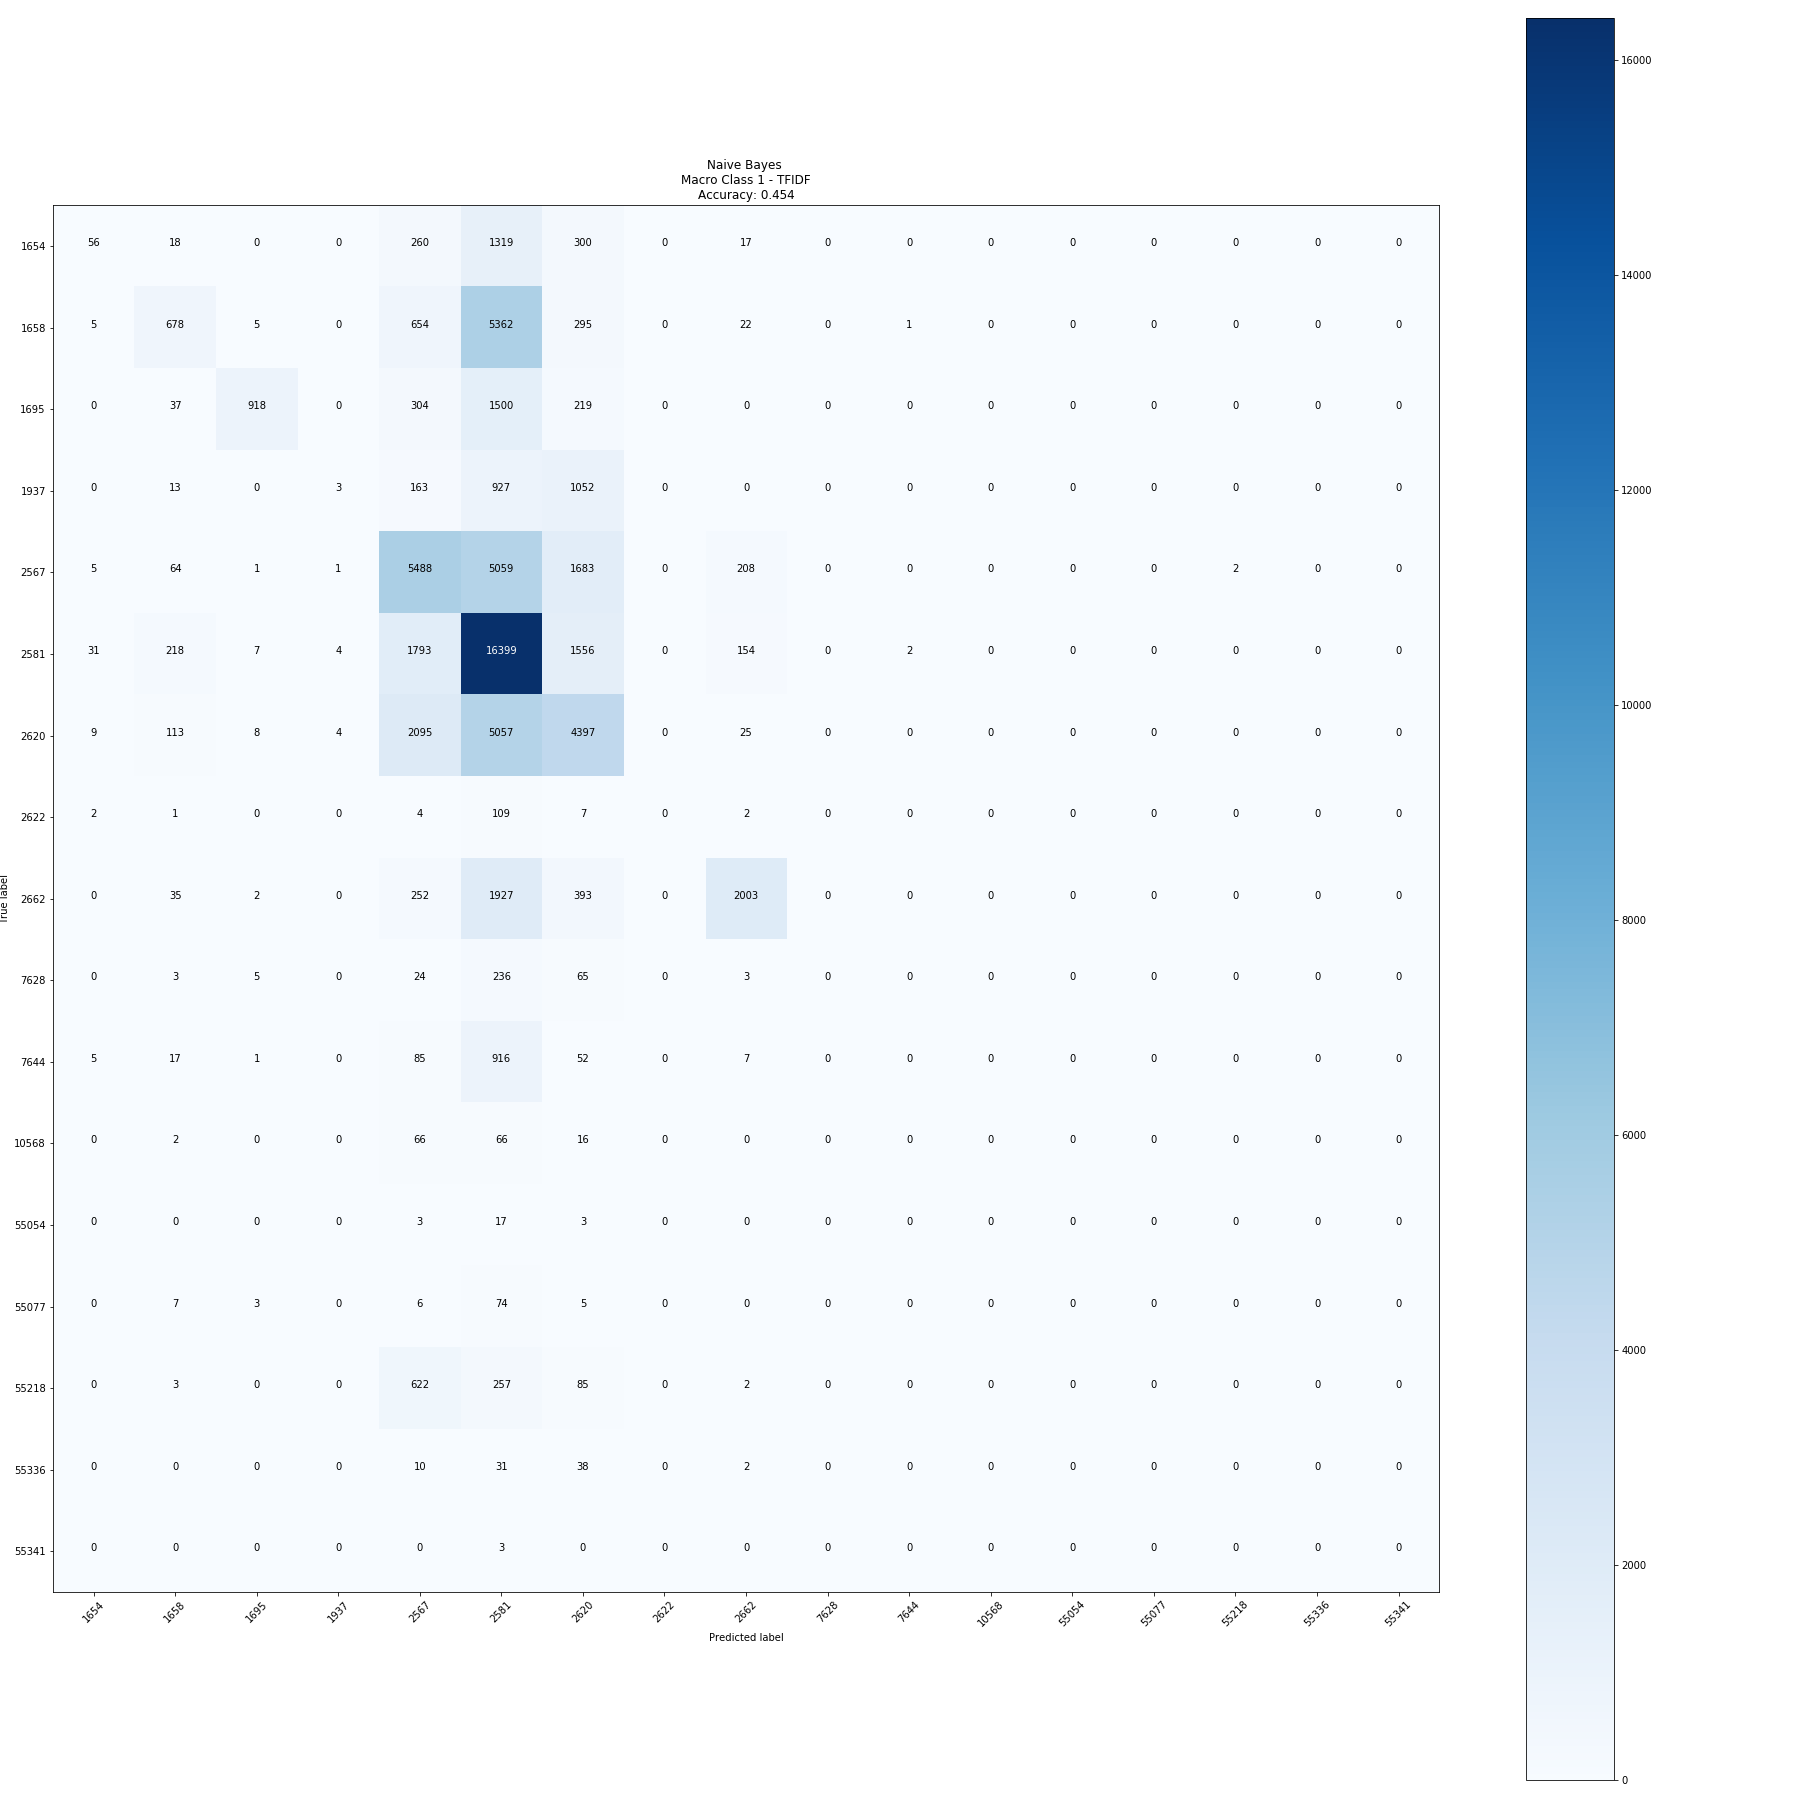 Naive Bayes
Macro Class 1 - TFIDF
Accuracy: 0.454
1654 56 18 0 0 260 1319 300 0 17 0 0 0 0 0 0 0 0
1658 5 678 5 0 654 5362 295 0 22 0 1 0 0 0 0 0 0
1695 0 37 918 0 304 1500 219 0 0 0 0 0 0 0 0 0 0
1937 0 13 0 3 163 927 1052 0 0 0 0 0 0 0 0 0 0
2567 5 64 1 1 5488 5059 1683 0 208 0 0 0 0 0 2 0 0
2581 31 218 7 4 1793 16399 1556 0 154 0 2 0 0 0 0 0 0
2620 9 113 8 4 2095 5057 4397 0 25 0 0 0 0 0 0 0 0
2622 2 1 0 0 4 109 7 0 2 0 0 0 0 0 0 0 0
2662 0 35 2 0 252 1927 393 0 2003 0 0 0 0 0 0 0 0
7628 0 3 5 0 24 236 65 0 3 0 0 0 0 0 0 0 0
7644 5 17 1 0 85 916 52 0 7 0 0 0 0 0 0 0 0
10568 0 2 0 0 66 66 16 0 0 0 0 0 0 0 0 0 0
55054 0 0 0 0 3 17 3 0 0 0 0 0 0 0 0 0 0
55077 0 7 3 0 6 74 5 0 0 0 0 0 0 0 0 0 0
55218 0 3 0 0 622 257 85 0 2 0 0 0 0 0 0 0 0
55336 0 0 0 0 10 31 38 0 2 0 0 0 0 0 0 0 0
55341 0 0 0 0 0 3 0 0 0 0 0 0 0 0 0 0 0
1654 1658 1695 1937 2567 2581 2620 2622 2662 7628 7644 10568 55054 55077 55218 55336 55341
Predicted label
True label
16000
14000
12000
10000
8000
6000
4000
2000
0